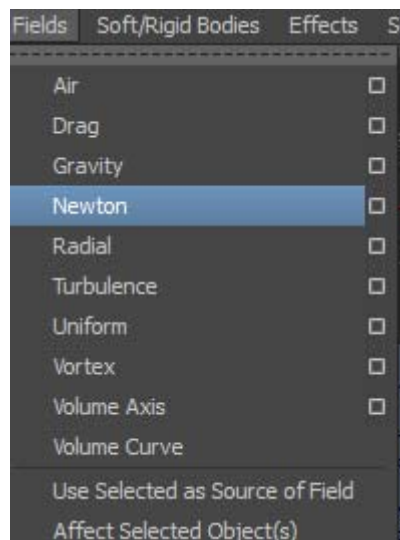 Fields Soft/Rigid Bodies Effects S
Air
Drag
Gravity
Newton
Radial
Turbulence
Uniform
Vortex
Volume Axis
Volume Curve
Use Selected as Source of Field
Affect Selected Object(s)